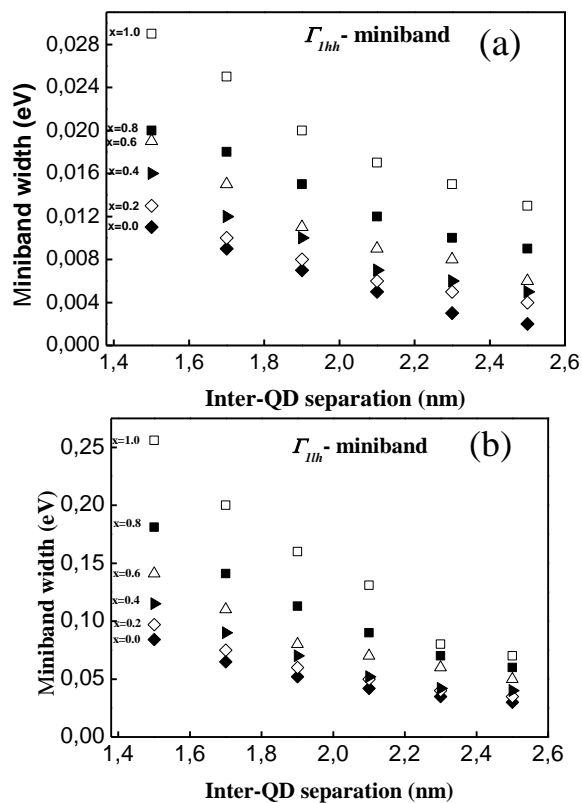 Γ1hh- miniband
(a)
0,028
x=1.0
0,024
0,020
x=0.8
x=0.6
0,016
x=0.4
x=0.2
0,012
x=0.0
0,008
0,004
0,000
Miniband width (eV)
1,4 1,6 1,8 2,0 2,2 2,4 2,6
Inter-QD separation (nm)
Γ1lh- miniband
(b)
0,25
x=1.0
0,20
x=0.8
0,15
x=0.6
x=0.4
0,10
x=0.2
x=0.0
0,05
0,00
Miniband width (eV)
1,4 1,6 1,8 2,0 2,2 2,4 2,6
Inter-QD separation (nm)